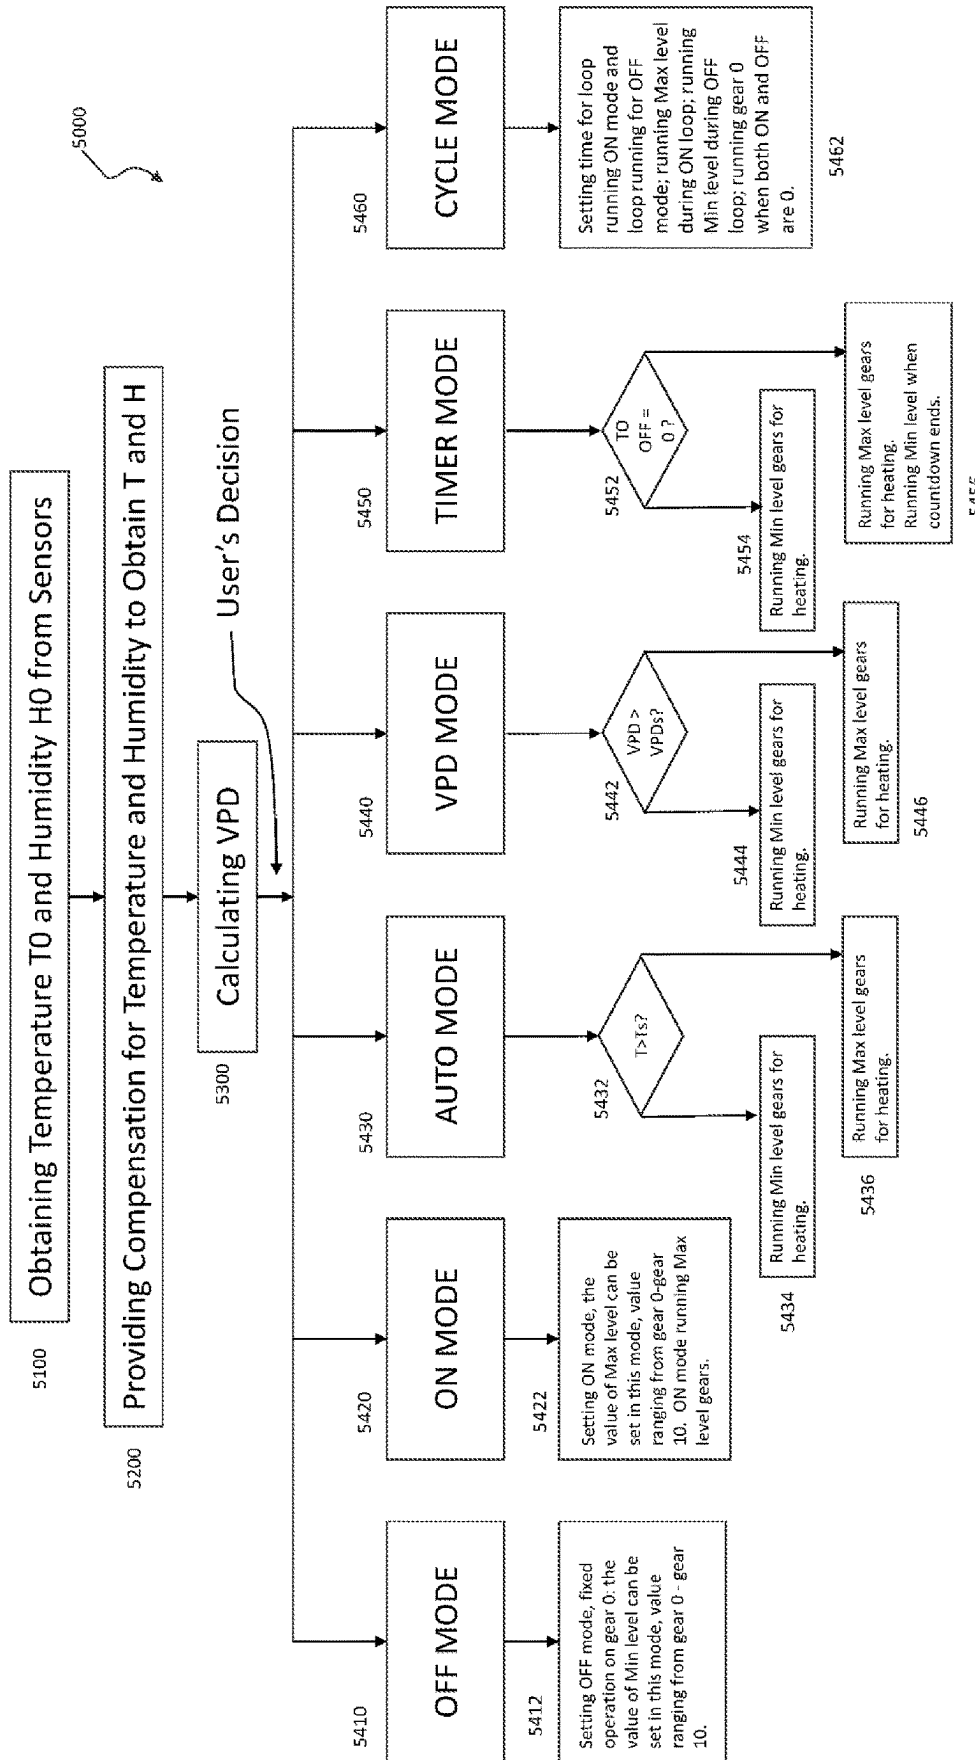 5000
Obtaining Temperature T0 and Humidity H0 from Sensors
5100
Providing Compensation for Temperature and Humidity to Obtain T and H
5200
Calculating VPD
5300
User's Decision
5410
OFF MODE
5412
Setting OFF mode, fixed
operation on gear 0: the
value of Min level can be
set in this mode, value
ranging from gear 0 - gear
10.
5420
ON MODE
5422
Setting ON mode, the
value of Max level can be
set in this mode, value
ranging from gear 0-gear
10. ON mode running Max
level gears.
5430
AUTO MODE
5432
T>Ts?
5434
Running Min level gears for
heating.
5436
Running Max level gears
for heating.
5440
VPD MODE
5442
VPD >
VPDs?
5444
Running Min level gears for
heating.
5446
Running Max level gears
for heating.
5450
TIMER MODE
5452
TO
OFF =
0 ?
5454
Running Min level gears for
heating.
Running Max level gears
for heating.
Running Min level when
countdown ends.
5456
5460
CYCLE MODE
Setting time for loop
running ON mode and
loop running for OFF
mode; running Max level
during ON loop; running
Min level during OFF
loop; running gear 0
when both ON and OFF
are 0.
5462